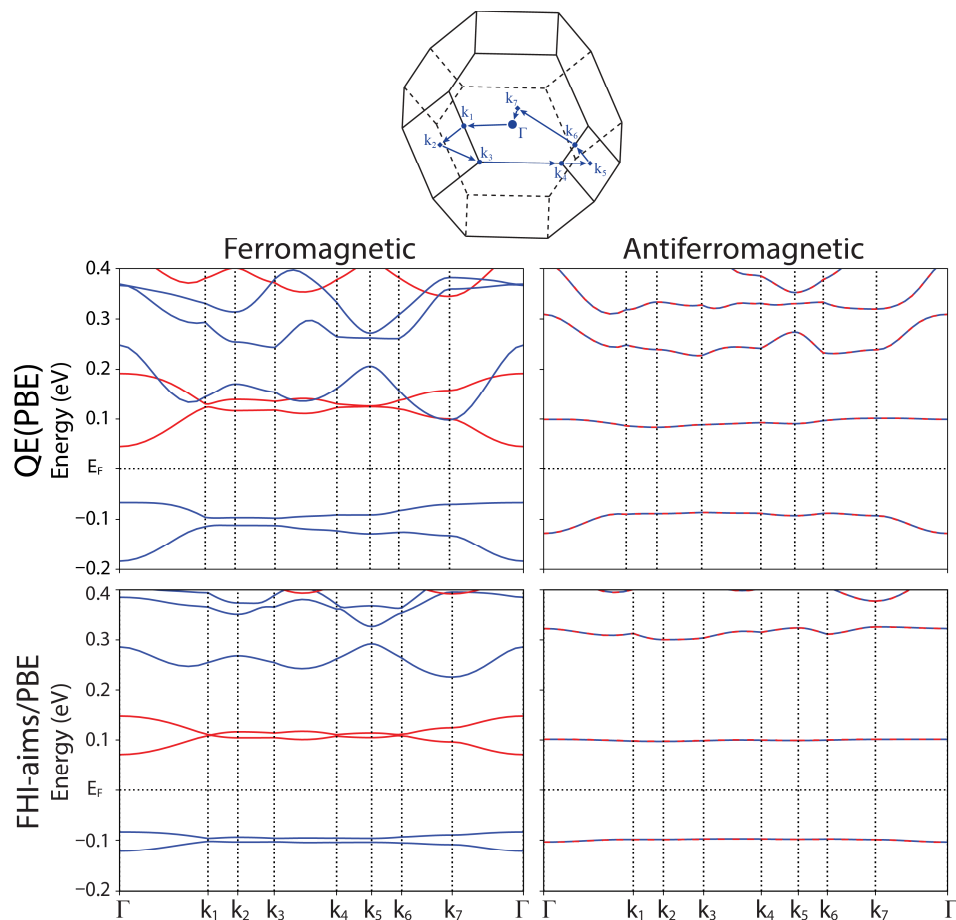 k₇
k₁
Γ
k₆
k₂
k₃
k₄
k₅
Ferromagnetic
Antiferromagnetic
QE(PBE)
Energy (eV)
0.4
0.3
0.2
0.1
E_F
−0.1
−0.2
FHI-aims/PBE
Energy (eV)
0.4
0.3
0.2
0.1
E_F
−0.1
−0.2
Γ k₁ k₂ k₃ k₄ k₅ k₆ k₇ Γ
Γ k₁ k₂ k₃ k₄ k₅ k₆ k₇ Γ